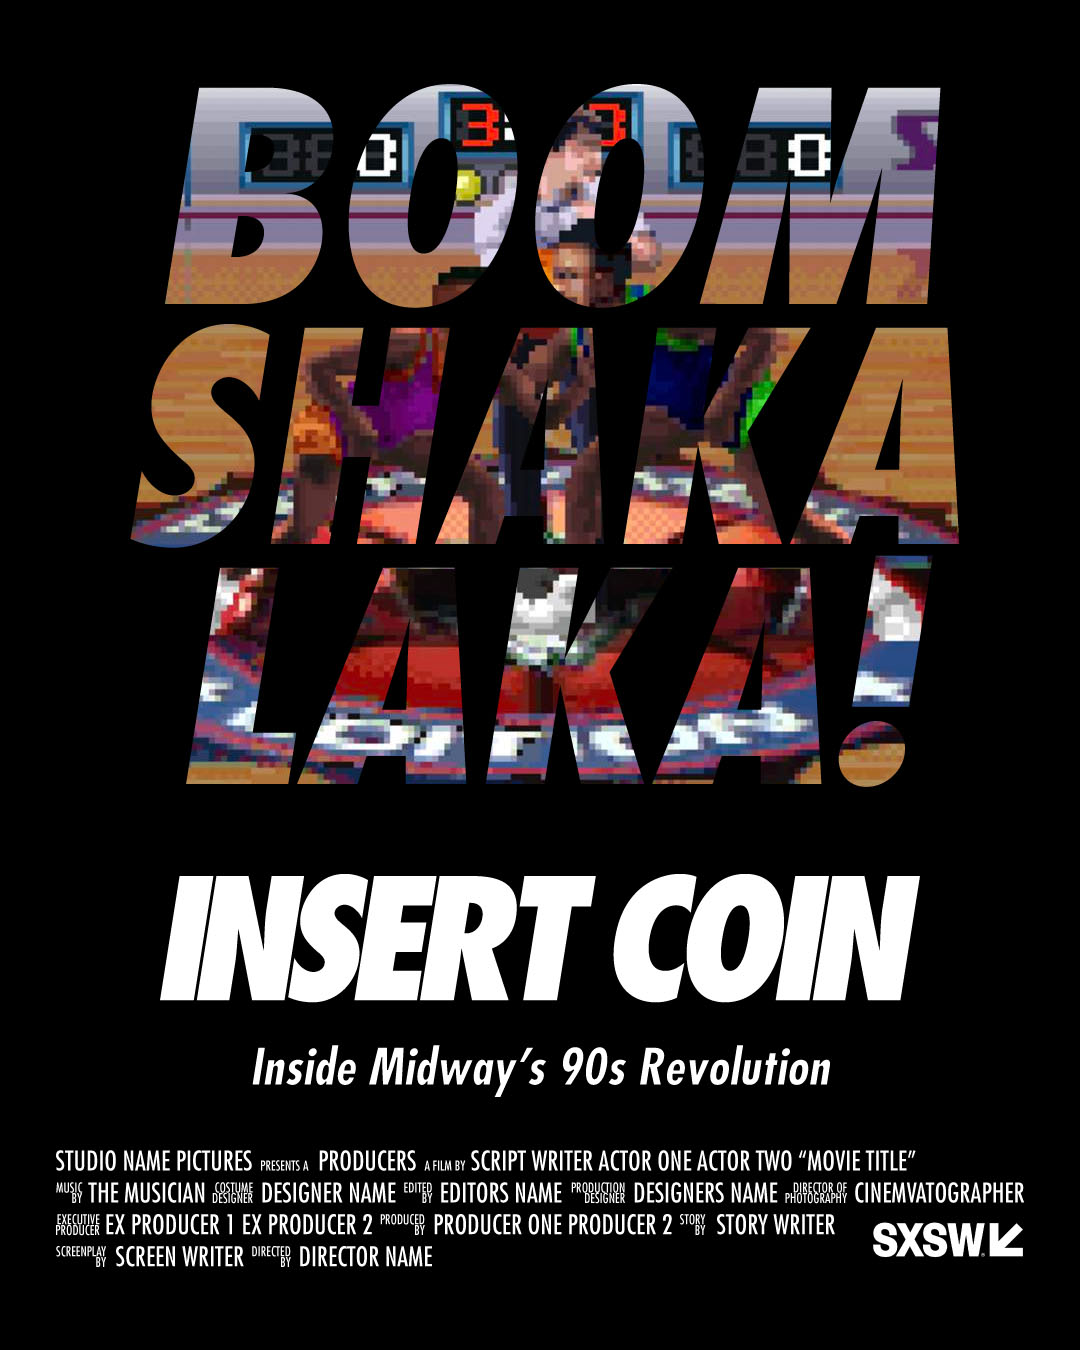 BOOM
SHAKA
LAKA!
INSERT COIN
Inside Midway's 90s Revolution
STUDIO NAME PICTURES PRESENTS A PRODUCERS A FILM BY SCRIPT WRITER ACTOR ONE ACTOR TWO “MOVIE TITLE”
MUSIC BY THE MUSICIAN COSTUME DESIGNER DESIGNER NAME EDITED BY EDITORS NAME PRODUCTION DESIGNER DESIGNERS NAME DIRECTOR OF PHOTOGRAPHY CINEMVATOGRAPHER
EXECUTIVE PRODUCER EX PRODUCER 1 EX PRODUCER 2 PRODUCED BY PRODUCER ONE PRODUCER 2 STORY BY STORY WRITER
SCREENPLAY BY SCREEN WRITER DIRECTED BY DIRECTOR NAME
SXSW